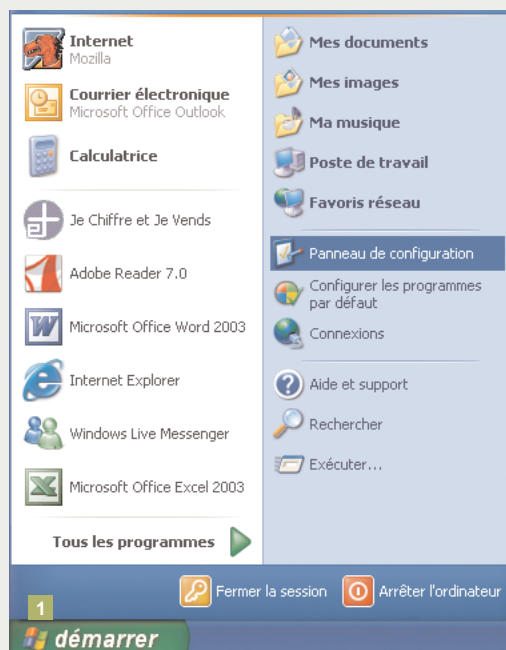 Internet
Mozilla
Courrier électronique
Microsoft Office Outlook
Calculatrice
Je Chiffre et Je Vends
Adobe Reader 7.0
Microsoft Office Word 2003
Internet Explorer
Windows Live Messenger
Microsoft Office Excel 2003
Tous les programmes
Mes documents
Mes images
Ma musique
Poste de travail
Favoris réseau
Panneau de configuration
Configurer les programmes
par défaut
Connexions
Aide et support
Rechercher
Exécuter...
Fermer la session
Arrêter l'ordinateur
1
démarrer